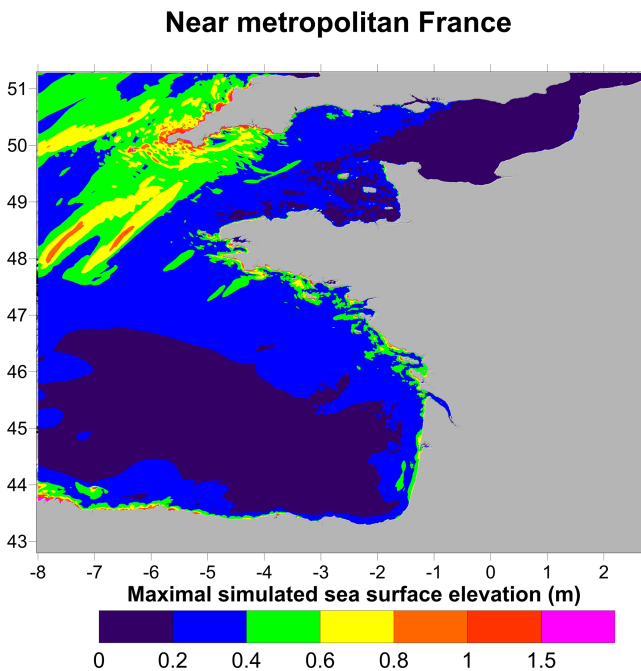 Near metropolitan France
51
50
49
48
47
46
45
44
43
-8 -7 -6 -5 -4 -3 -2 -1 0 1 2
Maximal simulated sea surface elevation (m)
0 0.2 0.4 0.6 0.8 1 1.5